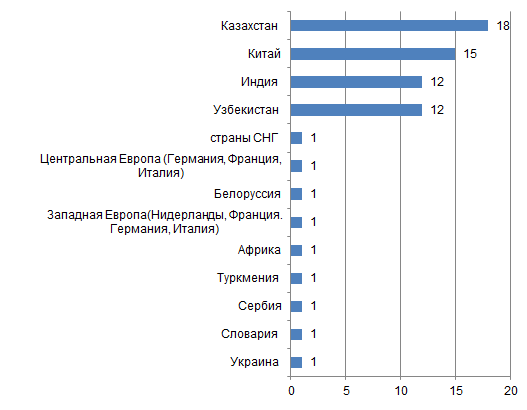 Казахстан 18
Китай 15
Индия 12
Узбекистан 12
страны СНГ 1
Центральная Европа (Германия, Франция,
Италия) 1
Белоруссия 1
Западная Европа(Нидерланды, Франция.
Германия, Италия) 1
Африка 1
Туркмения 1
Сербия 1
Словария 1
Украина 1
0 5 10 15 20